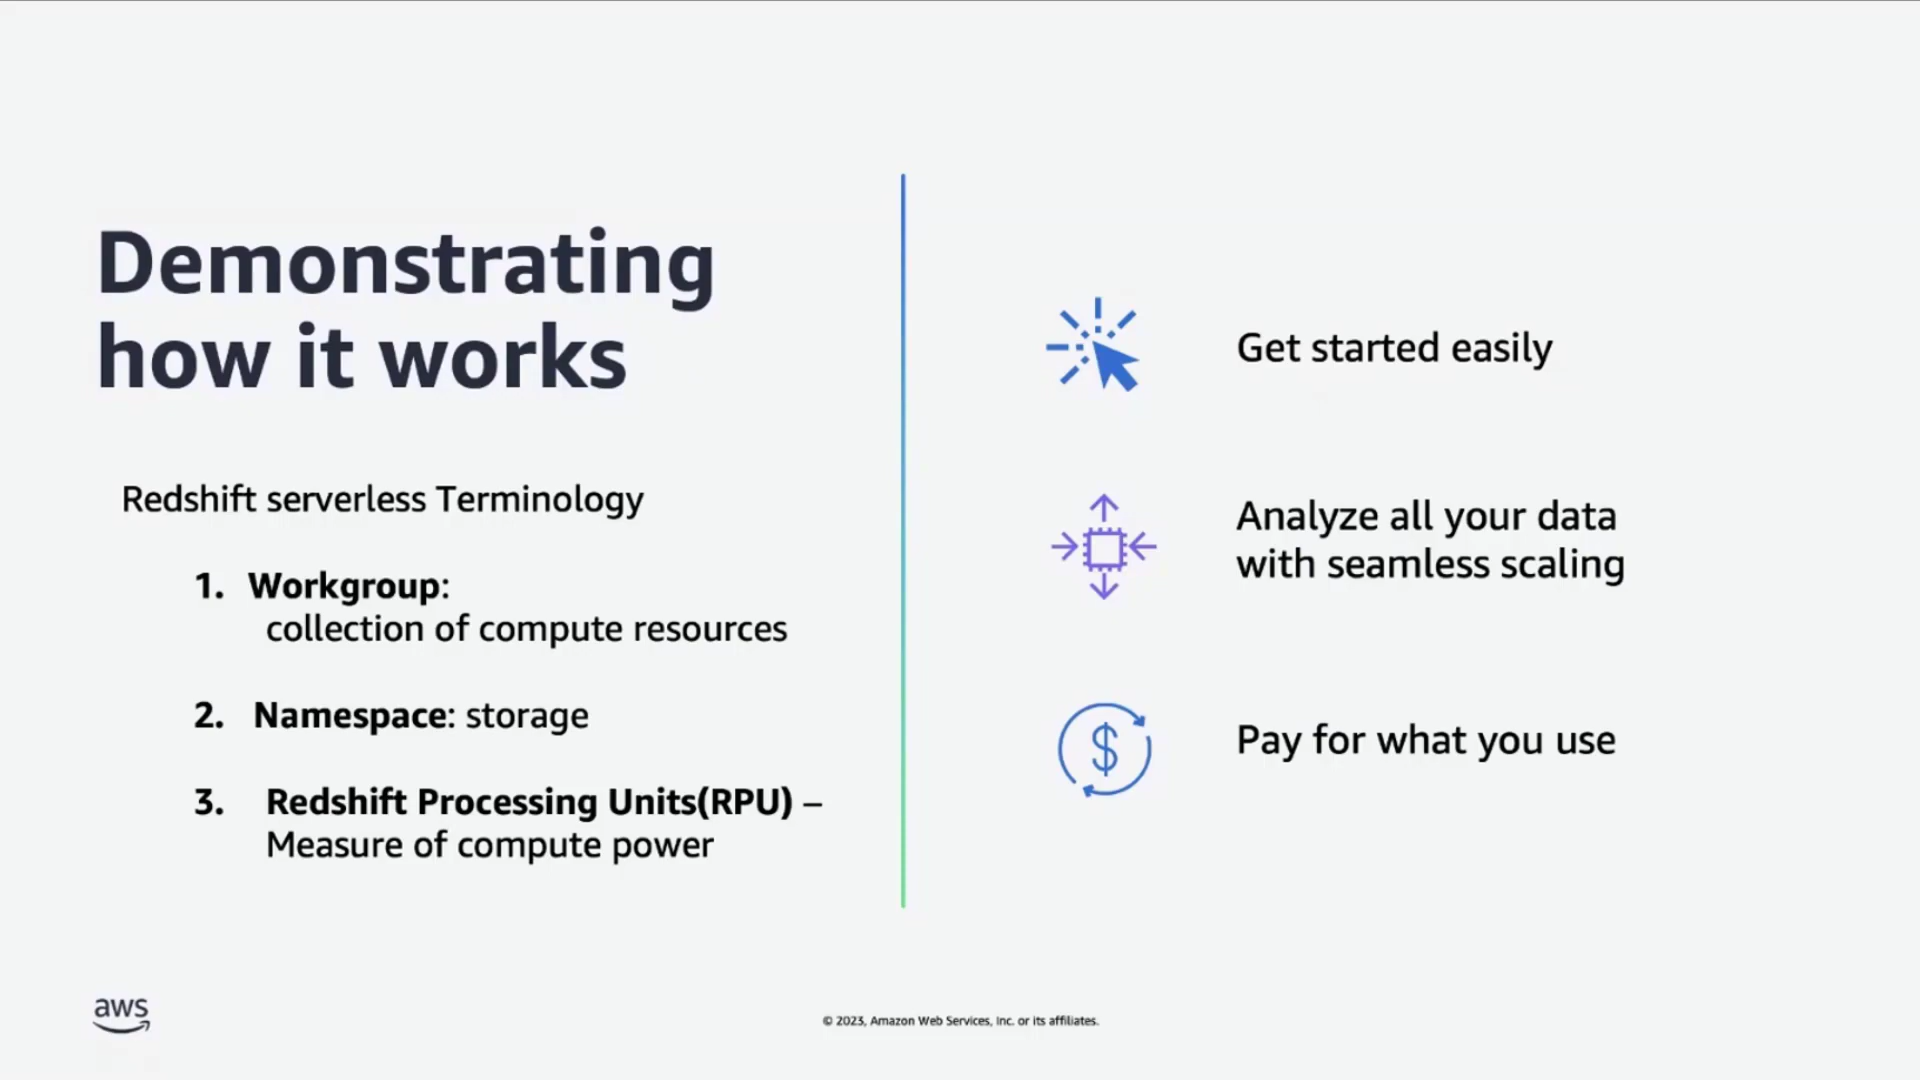 Demonstrating
how it works
Redshift serverless Terminology
1. Workgroup:
collection of compute resources
2. Namespace: storage
3. Redshift Processing Units(RPU) –
Measure of compute power
Get started easily
Analyze all your data
with seamless scaling
$
Pay for what you use
aws
© 2023, Amazon Web Services, Inc. or its affiliates.